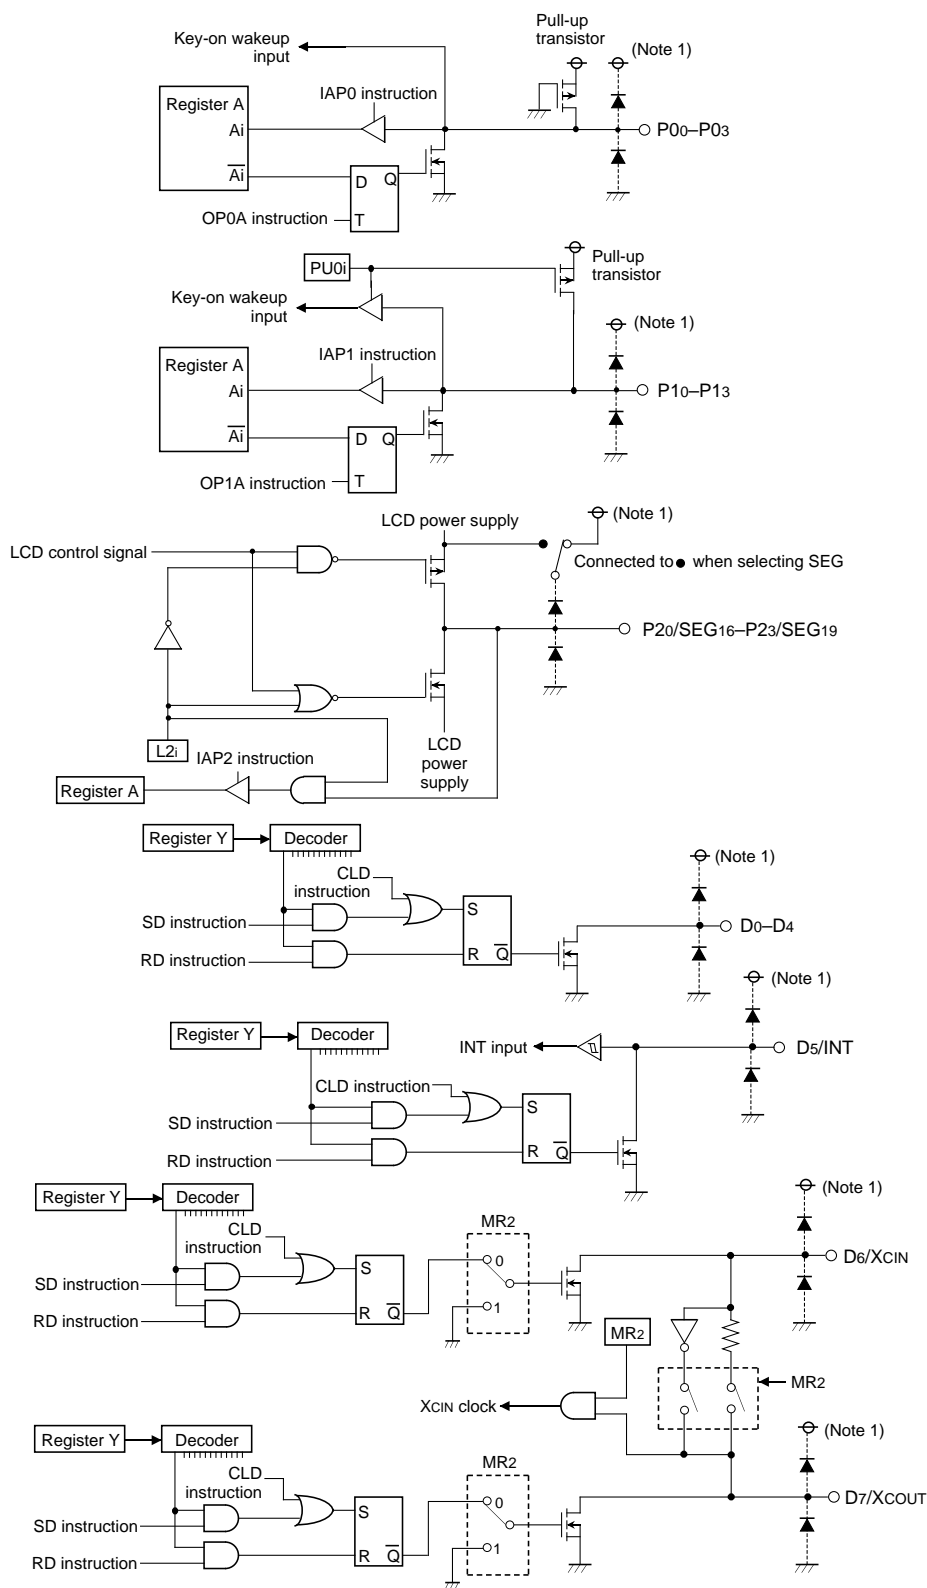 Pull-up
transistor
Key-on wakeup
input
(Note 1)
IAP0 instruction
Register A
Ai
Ai
P00–P03
D Q
T
OP0A instruction
PU0i
Pull-up
transistor
Key-on wakeup
input
(Note 1)
IAP1 instruction
Register A
Ai
Ai
P10–P13
D Q
T
OP1A instruction
LCD power supply
(Note 1)
LCD control signal
Connected to ● when selecting SEG
P20/SEG16–P23/SEG19
L2i
LCD
power
supply
IAP2 instruction
Register A
Register Y
Decoder
(Note 1)
CLD
instruction
SD instruction
RD instruction
S
R Q
D0–D4
(Note 1)
Register Y
Decoder
INT input
D5/INT
CLD instruction
SD instruction
RD instruction
S
R Q
Register Y
Decoder
(Note 1)
CLD
instruction
SD instruction
RD instruction
S
R Q
MR2
0
1
D6/XCIN
MR2
MR2
XCIN clock
Register Y
Decoder
(Note 1)
CLD
instruction
SD instruction
RD instruction
S
R Q
MR2
0
1
D7/XCOUT